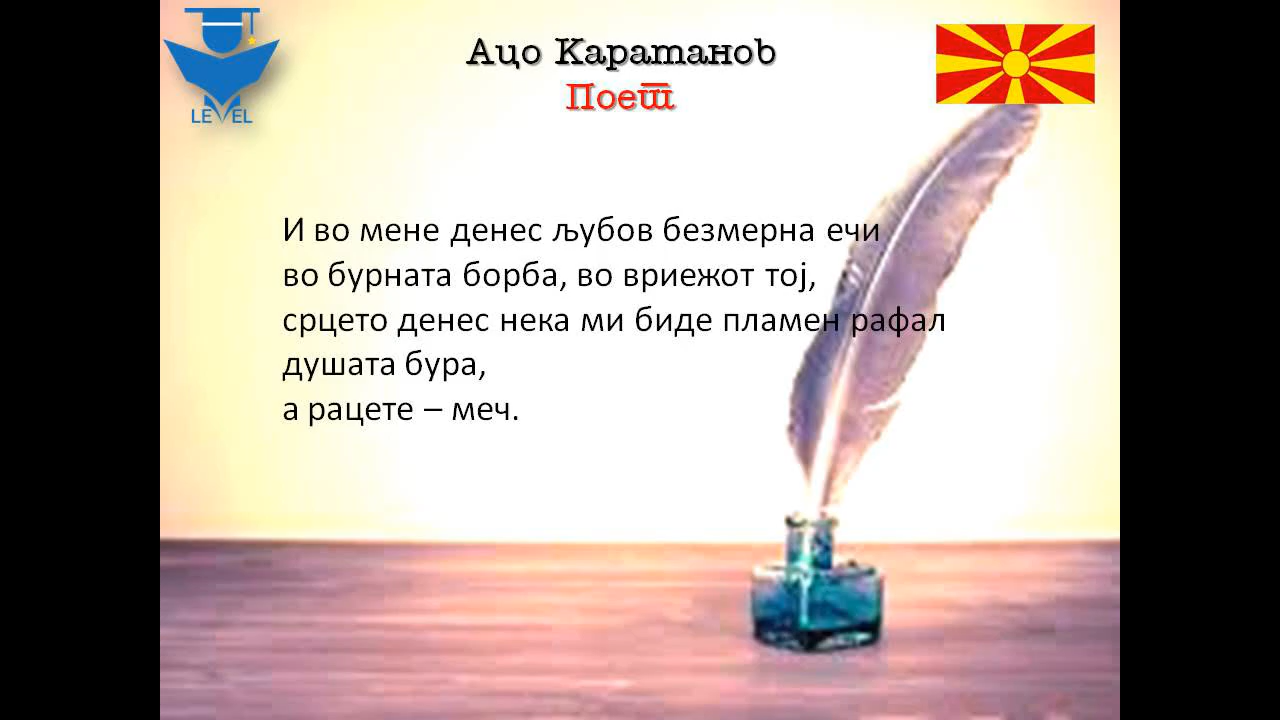 LEVEL
Ацо Караманов
Поет
И во мене денес љубов безмерна ечи
во бурната борба, во вриежот тој,
срцето денес нека ми биде пламен рафал
душата бура,
а рацете – меч.